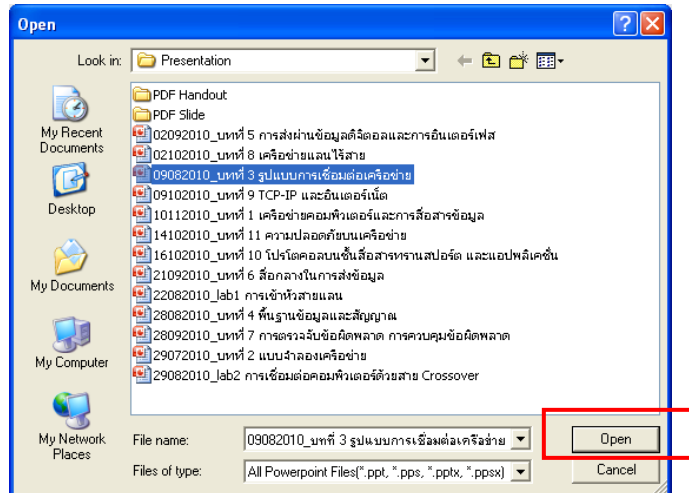 Open
Look in: Presentation
My Recent Documents
Desktop
My Documents
My Computer
My Network Places
PDF Handout
PDF Slide
02092010_บทที่ 5 การส่งผ่านข้อมูลดิจิตอลและการอินเตอร์เฟส
02102010_บทที่ 8 เครือข่ายแลนไร้สาย
09082010_บทที่ 3 รูปแบบการเชื่อมต่อเครือข่าย
09102010_บทที่ 9 TCP-IP และอินเตอร์เน็ต
10112010_บทที่ 1 เครือข่ายคอมพิวเตอร์และการสื่อสารข้อมูล
14102010_บทที่ 11 ความปลอดภัยบนเครือข่าย
16102010_บทที่ 10 โปรโตคอลบนชั้นสื่อสารทรานสปอร์ต และแอปพลิเคชั่น
21092010_บทที่ 6 สื่อกลางในการส่งข้อมูล
22082010_lab1 การเข้าหัวสายแลน
28082010_บทที่ 4 พื้นฐานข้อมูลและสัญญาณ
28092010_บทที่ 7 การตรวจจับข้อผิดพลาด การควบคุมข้อผิดพลาด
29072010_บทที่ 2 แบบจำลองเครือข่าย
29082010_lab2 การเชื่อมต่อคอมพิวเตอร์ด้วยสาย Crossover
File name: 09082010_บทที่ 3 รูปแบบการเชื่อมต่อเครือข่าย Open
Files of type: All Powerpoint Files(*.ppt, *.pps, *.pptx, *.ppsx) Cancel